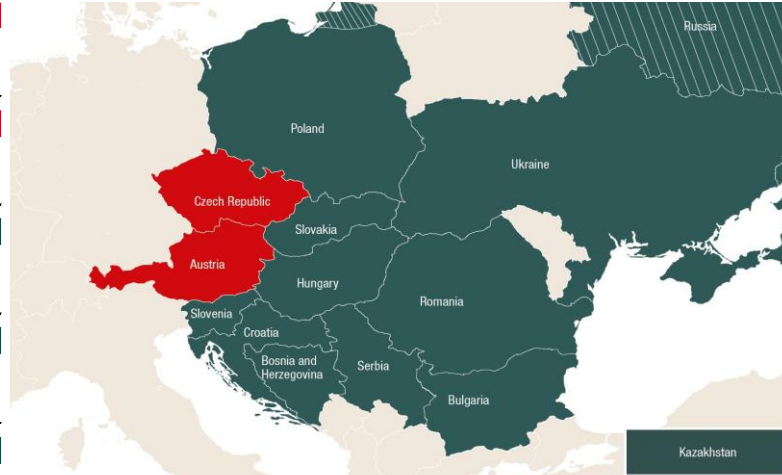 Russia
Poland
Ukraine
Czech Republic
Slovakia
Austria
Hungary
Romania
Slovenia
Croatia
Bosnia and
Herzegovina
Serbia
Bulgaria
Kazakhstan